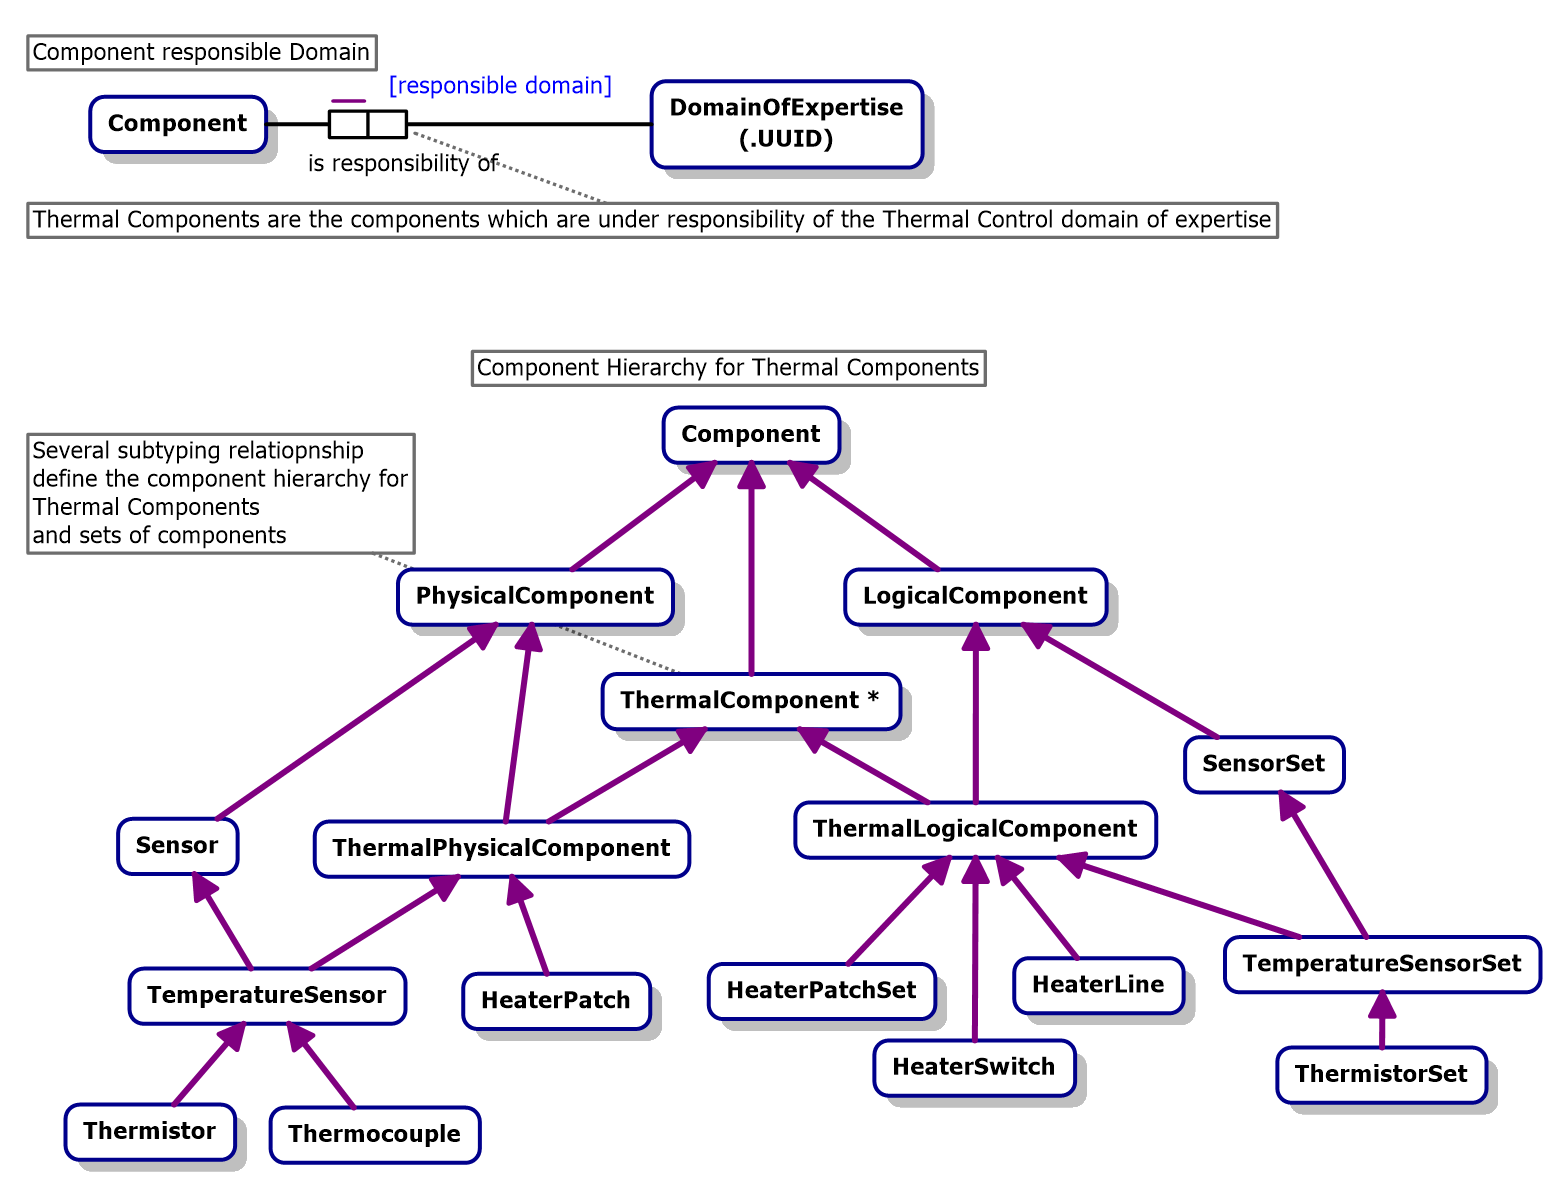 Component responsible Domain
[responsible domain]
Component
DomainOfExpertise
(.UUID)
is responsibility of
Thermal Components are the components which are under responsibility of the Thermal Control domain of expertise
Component Hierarchy for Thermal Components
Component
Several subtyping relatiopnship
define the component hierarchy for
Thermal Components
and sets of components
PhysicalComponent
LogicalComponent
ThermalComponent *
SensorSet
Sensor
ThermalPhysicalComponent
ThermalLogicalComponent
TemperatureSensor
HeaterPatch
HeaterPatchSet
HeaterLine
TemperatureSensorSet
HeaterSwitch
ThermistorSet
Thermistor
Thermocouple